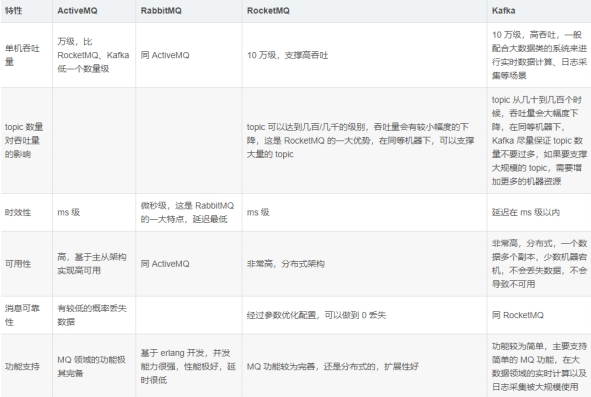 特性 ActiveMQ RabbitMQ RocketMQ Kafka
单机吞吐量
万级，比 RocketMQ、Kafka 低一个数量级
同 ActiveMQ
10 万级，支撑高吞吐
10 万级，高吞吐，一般配合大数据类的系统来进行实时数据计算、日志采集等场景
topic 数量对吞吐量的影响
topic 可以达到几百/几千的级别，吞吐量会有较小幅度的下降，这是 RocketMQ 的一大优势，在同等机器下，可以支撑大量的 topic
topic 从几十到几百个时候，吞吐量会大幅度下降，在同等机器下，Kafka 尽量保证 topic 数量不要过多，如果要支撑大规模的 topic，需要增加更多的机器资源
时效性
ms 级
微秒级，这是 RabbitMQ 的一大特点，延迟最低
ms 级
延迟在 ms 级以内
可用性
高，基于主从架构实现高可用
同 ActiveMQ
非常高，分布式架构
非常高，分布式，一个数据多个副本，少数机器宕机，不会丢失数据，不会导致不可用
消息可靠性
有较低的概率丢失数据
经过参数优化配置，可以做到 0 丢失
同 RocketMQ
功能支持
MQ 领域的功能极其完备
基于 erlang 开发，并发能力很强，性能极好，延时很低
MQ 功能较为完善，还是分布式的，扩展性好
功能较为简单，主要支持简单的 MQ 功能，在大数据领域的实时计算以及日志采集被大规模使用